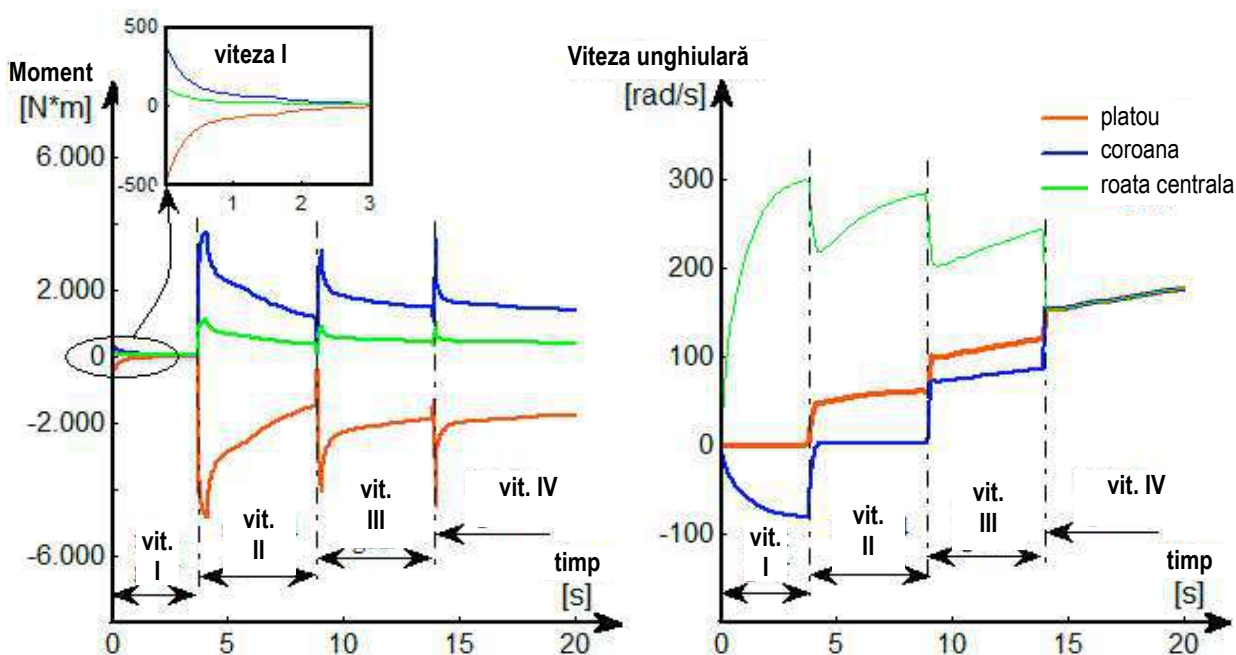 500
viteza I
0
-500
1
2
3
Moment
[N*m]
6.000
2.000
0
-2.000
-6.000
vit.
I
vit.
II
vit.
III
vit. IV
timp
[s]
0
5
10
15
20
Viteza unghiulară
[rad/s]
platou
coroana
roata centrala
300
200
100
0
-100
-200
vit.
I
vit.
II
vit.
III
vit. IV
timp
[s]
0
5
10
15
20